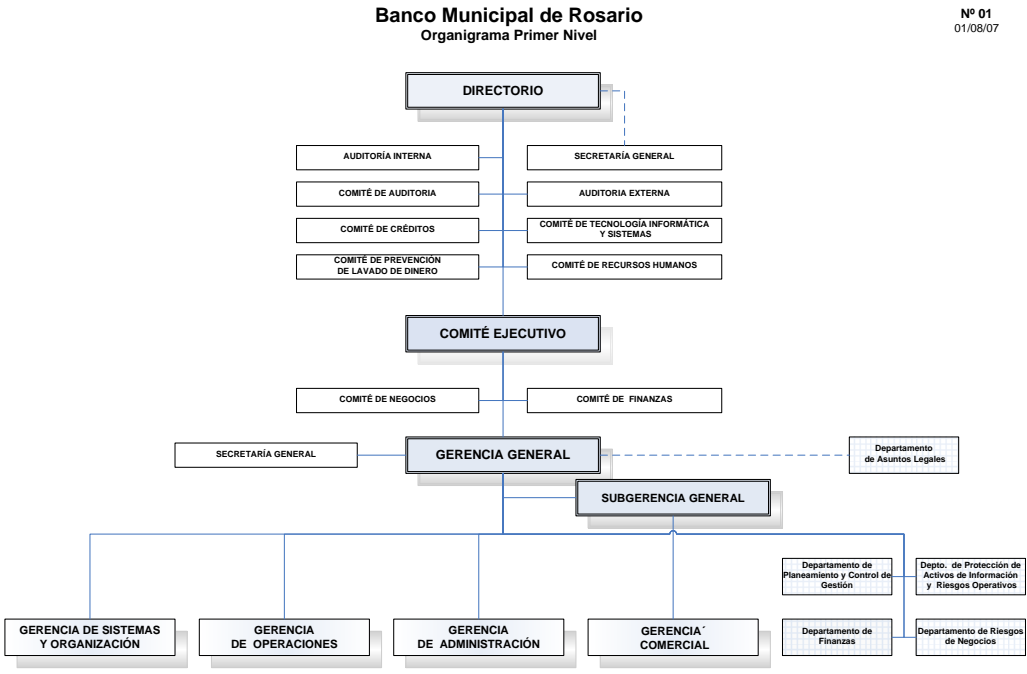 Banco Municipal de Rosario
Organigrama Primer Nivel
Nº 01
01/08/07
DIRECTORIO
AUDITORÍA INTERNA
SECRETARÍA GENERAL
COMITÉ DE AUDITORIA
AUDITORIA EXTERNA
COMITÉ DE CRÉDITOS
COMITÉ DE TECNOLOGÍA INFORMÁTICA
Y SISTEMAS
COMITÉ DE PREVENCIÓN
DE LAVADO DE DINERO
COMITÉ DE RECURSOS HUMANOS
COMITÉ EJECUTIVO
COMITÉ DE NEGOCIOS
COMITÉ DE FINANZAS
SECRETARÍA GENERAL
GERENCIA GENERAL
Departamento
de Asuntos Legales
SUBGERENCIA GENERAL
Departamento de
Planeamiento y Control de
Gestión
Depto. de Protección de
Activos de Información
y Riesgos Operativos
GERENCIA DE SISTEMAS
Y ORGANIZACIÓN
GERENCIA
DE OPERACIONES
GERENCIA
DE ADMINISTRACIÓN
GERENCIA´
COMERCIAL
Departamento de
Finanzas
Departamento de Riesgos
de Negocios